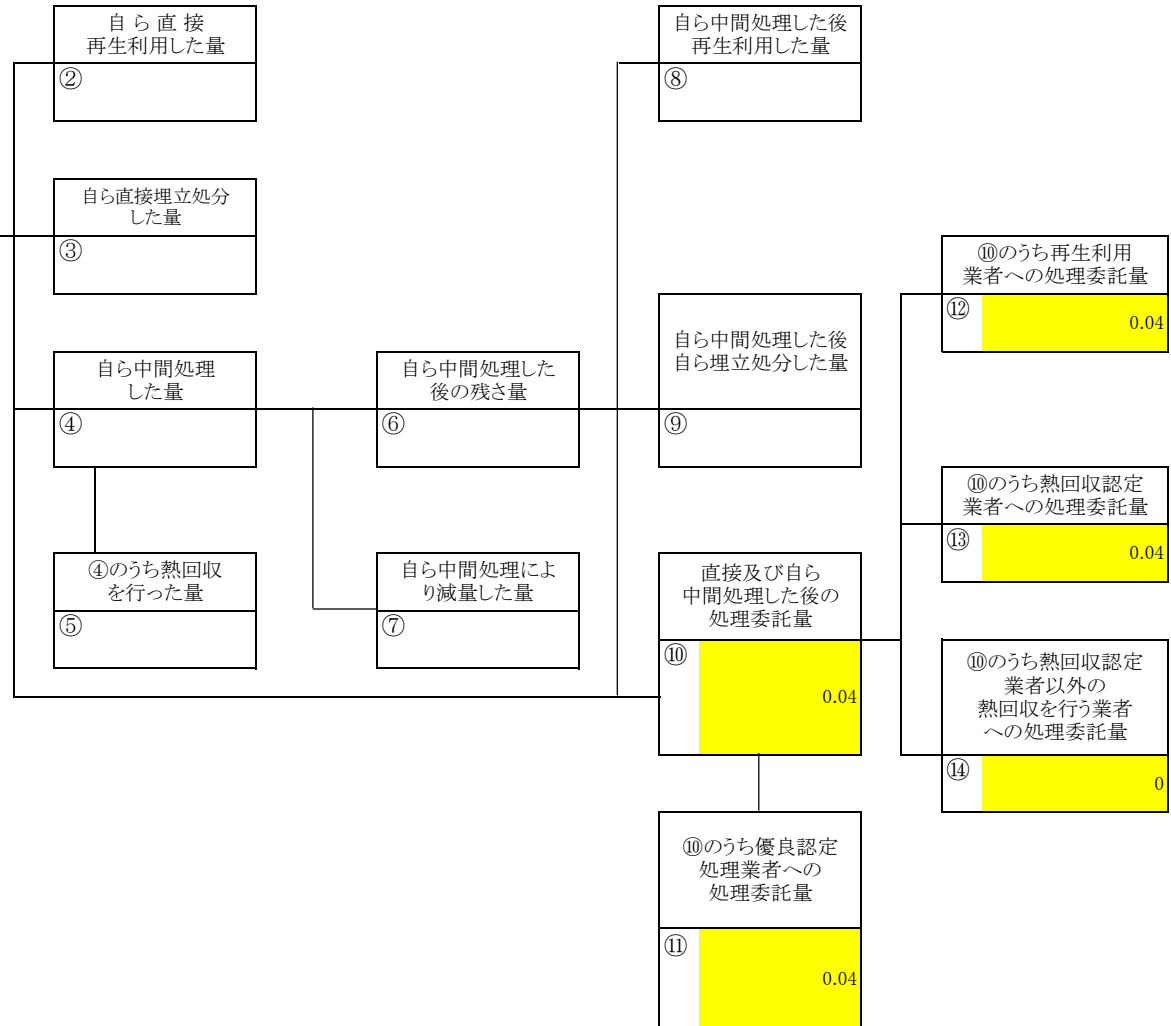 自 ら 直 接
再生利用した量
②
自ら直接埋立処分
した量
③
自ら中間処理
した量
④
④のうち熱回収
を行った量
⑤
自ら中間処理した
後の残さ量
⑥
自ら中間処理によ
り減量した量
⑦
自ら中間処理した後
再生利用した量
⑧
自ら中間処理した後
自ら埋立処分した量
⑨
直接及び自ら
中間処理した後の
処理委託量
⑩
0.04
⑩のうち優良認定
処理業者への
処理委託量
⑪
0.04
⑩のうち再生利用
業者への処理委託量
⑫
0.04
⑩のうち熱回収認定
業者への処理委託量
⑬
0.04
⑩のうち熱回収認定
業者以外の
熱回収を行う業者
への処理委託量
⑭
0